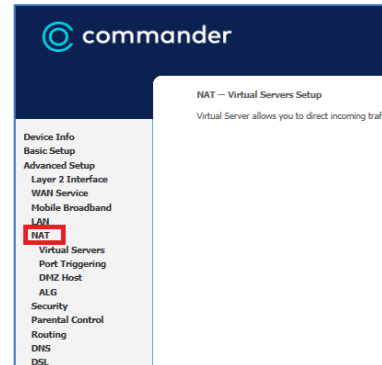 commander
NAT -- Virtual Servers Setup
Virtual Server allows you to direct incoming traf
Device Info
Basic Setup
Advanced Setup
Layer 2 Interface
WAN Service
Mobile Broadband
LAN
NAT
Virtual Servers
Port Triggering
DMZ Host
ALG
Security
Parental Control
Routing
DNS
DSL